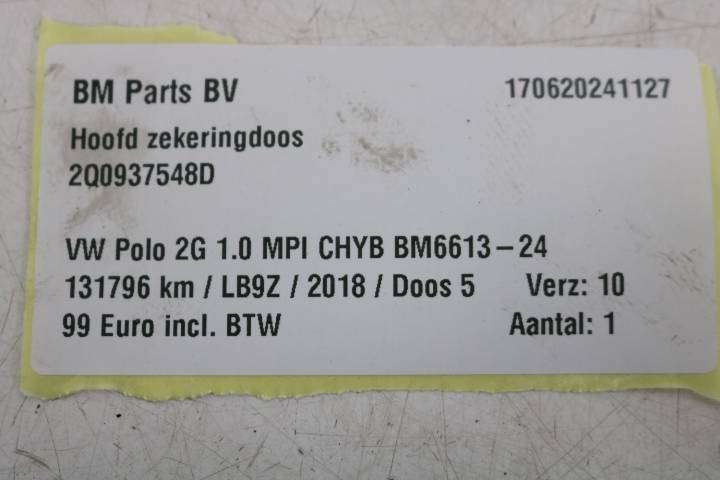 BM Parts BV 170620241127
Hoofd zekeringdoos
2Q0937548D
VW Polo 2G 1.0 MPI CHYB BM6613-24
131796 km / LB9Z / 2018 / Doos 5 Verz: 10
99 Euro incl. BTW Aantal: 1